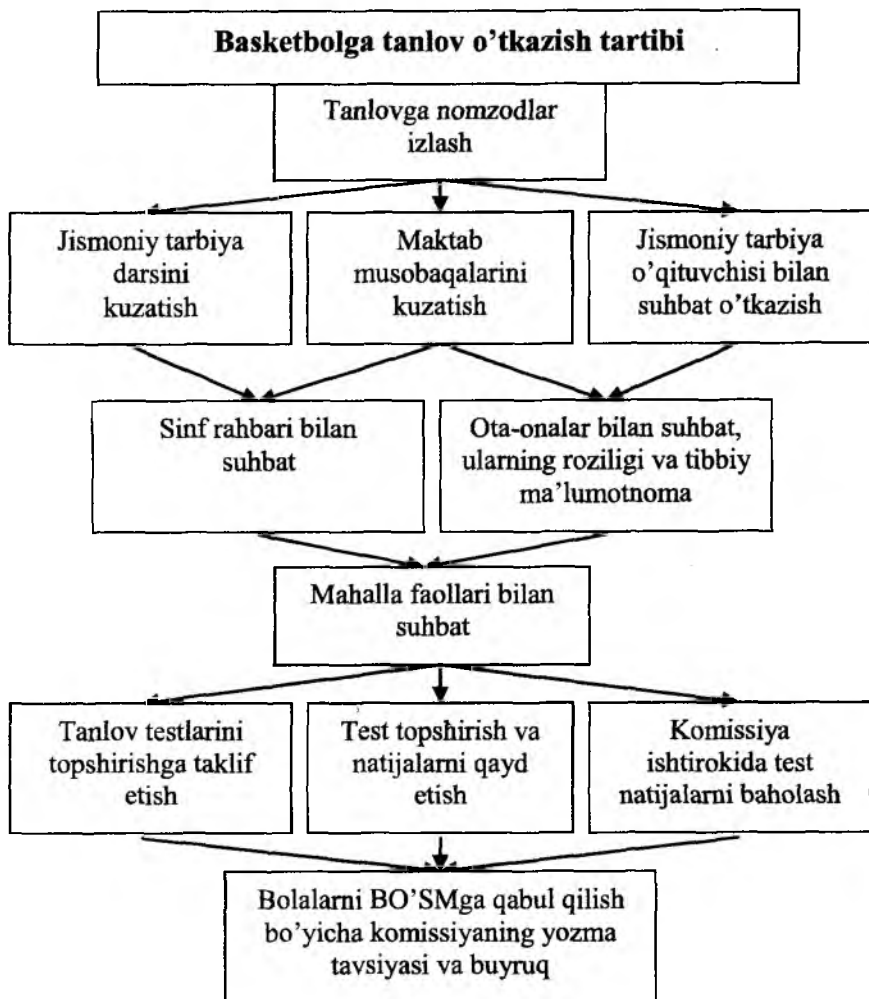 Basketbolga tanlov o'tkazish tartibi
Tanlovga nomzodlar
izlash
Jismoniy tarbiya
darsini
kuzatish
Maktab
musobaqalarini
kuzatish
Jismoniy tarbiya
o'qituvchisi bilan
suhbat o'tkazish
Sinf rahbari bilan
suhbat
Ota-onalar bilan suhbat,
ularning roziligi va tibbiy
ma'lumotnoma
Mahalla faollari bilan
suhbat
Tanlov testlarini
topshirishga taklif
etish
Test topshirish va
natijalarni qayd
etish
Komissiya
ishtirokida test
natijalarni baholash
Bolalarni BO'SMga qabul qilish
bo'yicha komissiyaning yozma
tavsiyasi va buyruq